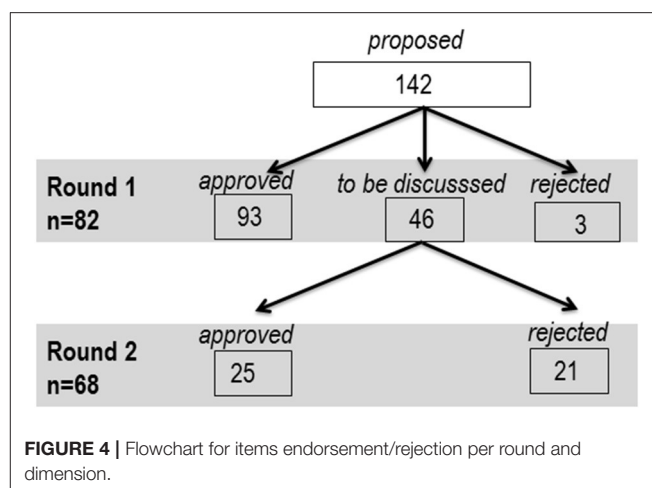 proposed
142
Round 1
n=82
approved
93
to be discusssed
46
rejected
3
Round 2
n=68
approved
25
rejected
21
FIGURE 4 | Flowchart for items endorsement/rejection per round and
dimension.